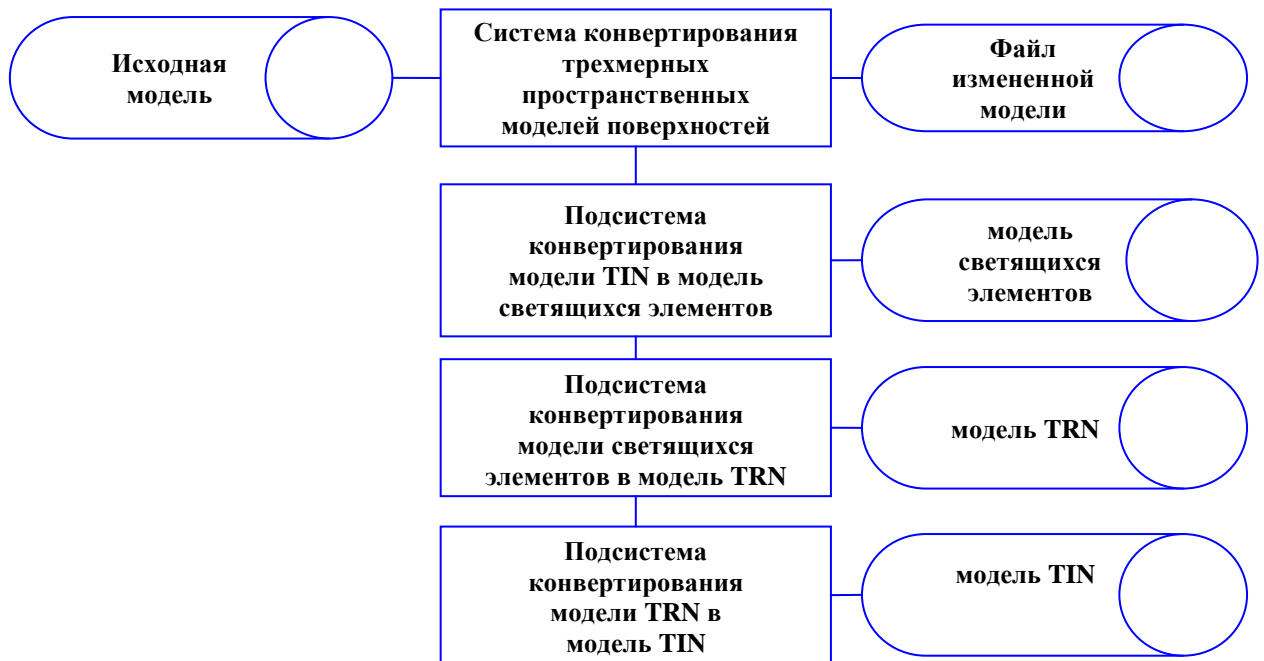 Исходная
модель
Система конвертирования
трехмерных
пространственных
моделей поверхностей
Файл
измененной
модели
Подсистема
конвертирования
модели TIN в модель
светящихся элементов
модель
светящихся
элементов
Подсистема
конвертирования
модели светящихся
элементов в модель TRN
модель TRN
Подсистема
конвертирования
модели TRN в
модель TIN
модель TIN